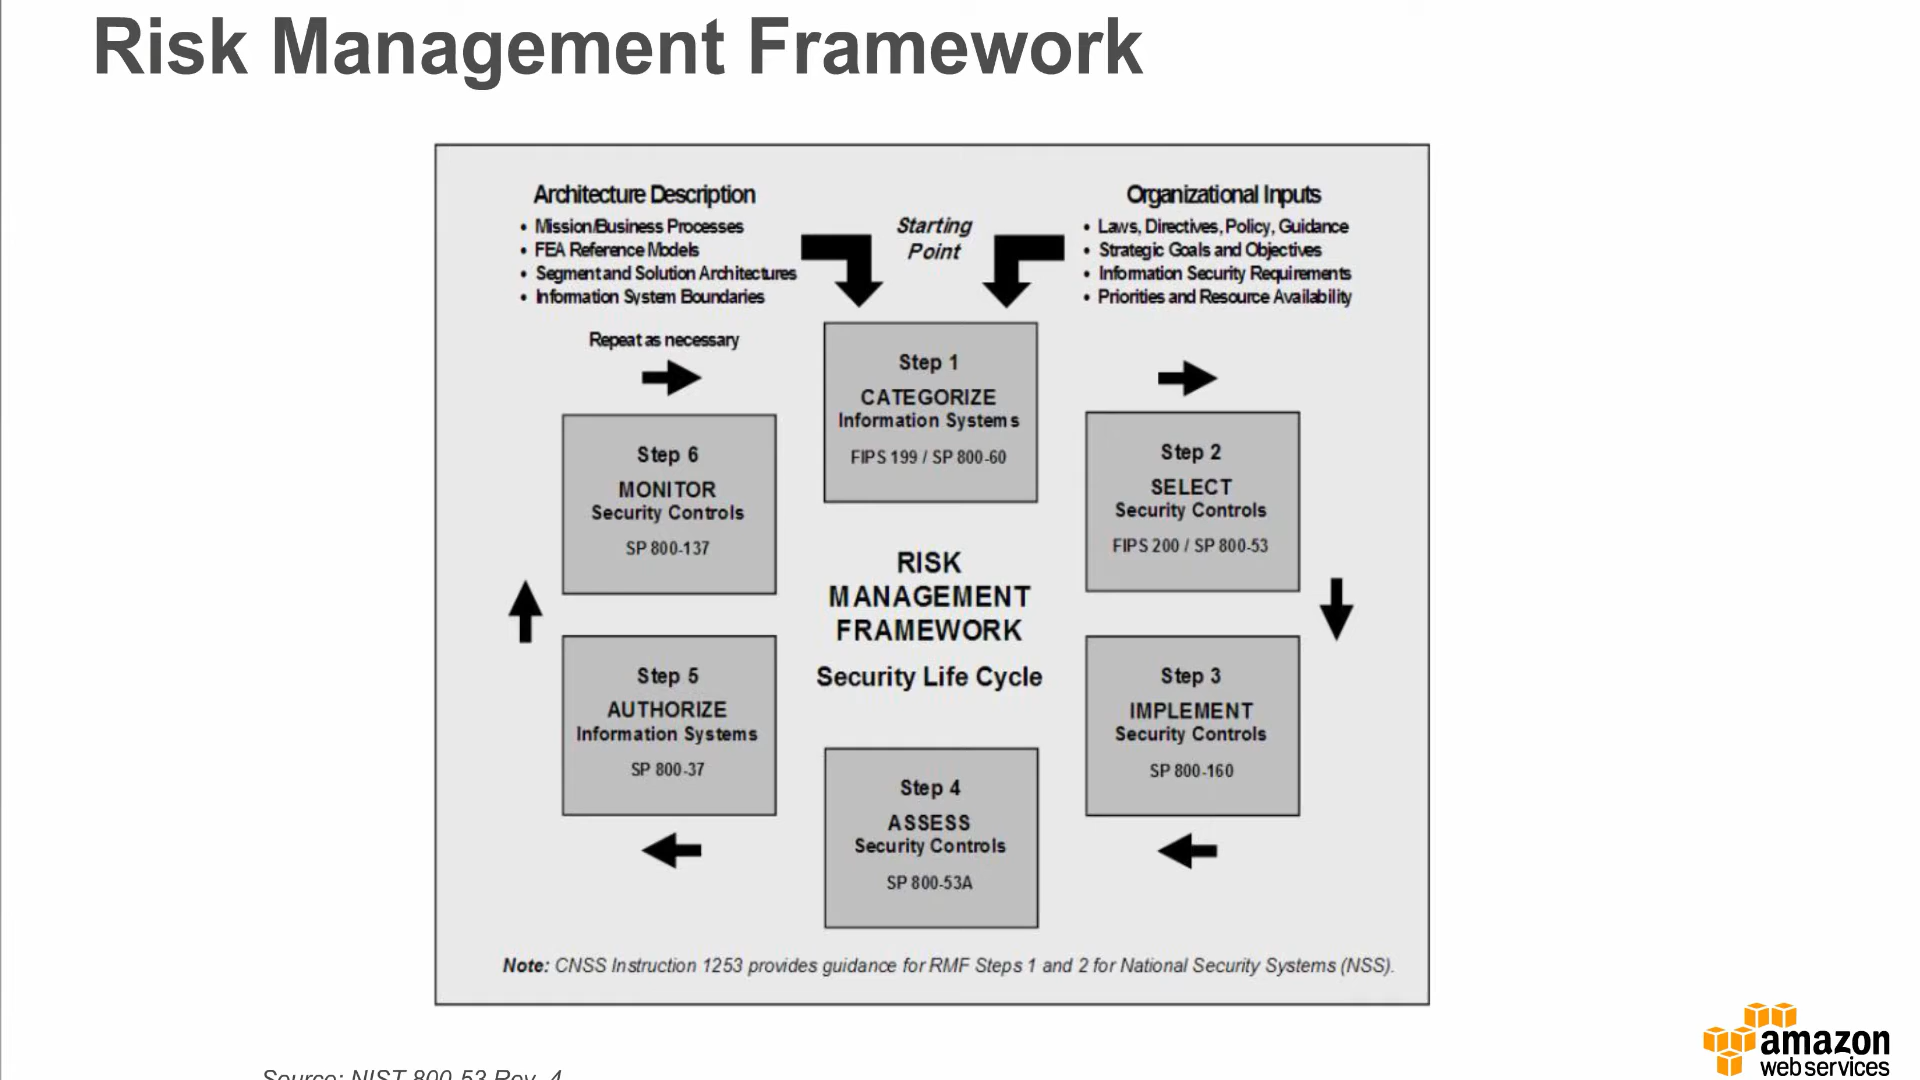 Risk Management Framework
Architecture Description
• Mission/Business Processes
• FEA Reference Models
• Segment and Solution Architectures
• Information System Boundaries
Starting
Point
Organizational Inputs
• Laws, Directives, Policy, Guidance
• Strategic Goals and Objectives
• Information Security Requirements
• Priorities and Resource Availability
Repeat as necessary
Step 1
CATEGORIZE
Information Systems
FIPS 199 / SP 800-60
Step 2
SELECT
Security Controls
FIPS 200 / SP 800-53
Step 3
IMPLEMENT
Security Controls
SP 800-160
Step 4
ASSESS
Security Controls
SP 800-53A
Step 5
AUTHORIZE
Information Systems
SP 800-37
Step 6
MONITOR
Security Controls
SP 800-137
RISK
MANAGEMENT
FRAMEWORK
Security Life Cycle
Note: CNSS Instruction 1253 provides guidance for RMF Steps 1 and 2 for National Security Systems (NSS).
Source: NIST 800-53 Rev. 4
amazon
web services